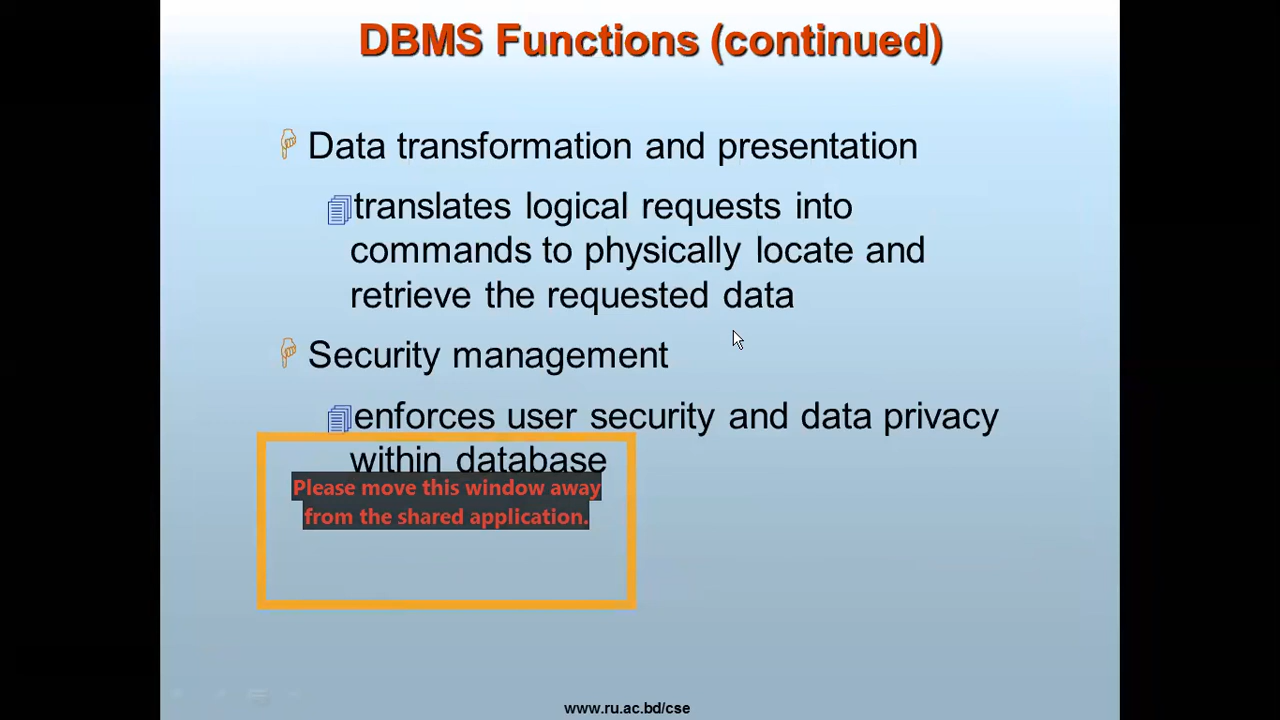 DBMS Functions (continued)
Data transformation and presentation
translates logical requests into
commands to physically locate and
retrieve the requested data
Security management
enforces user security and data privacy
within database
Please move this window away
from the shared application.
www.ru.ac.bd/cse